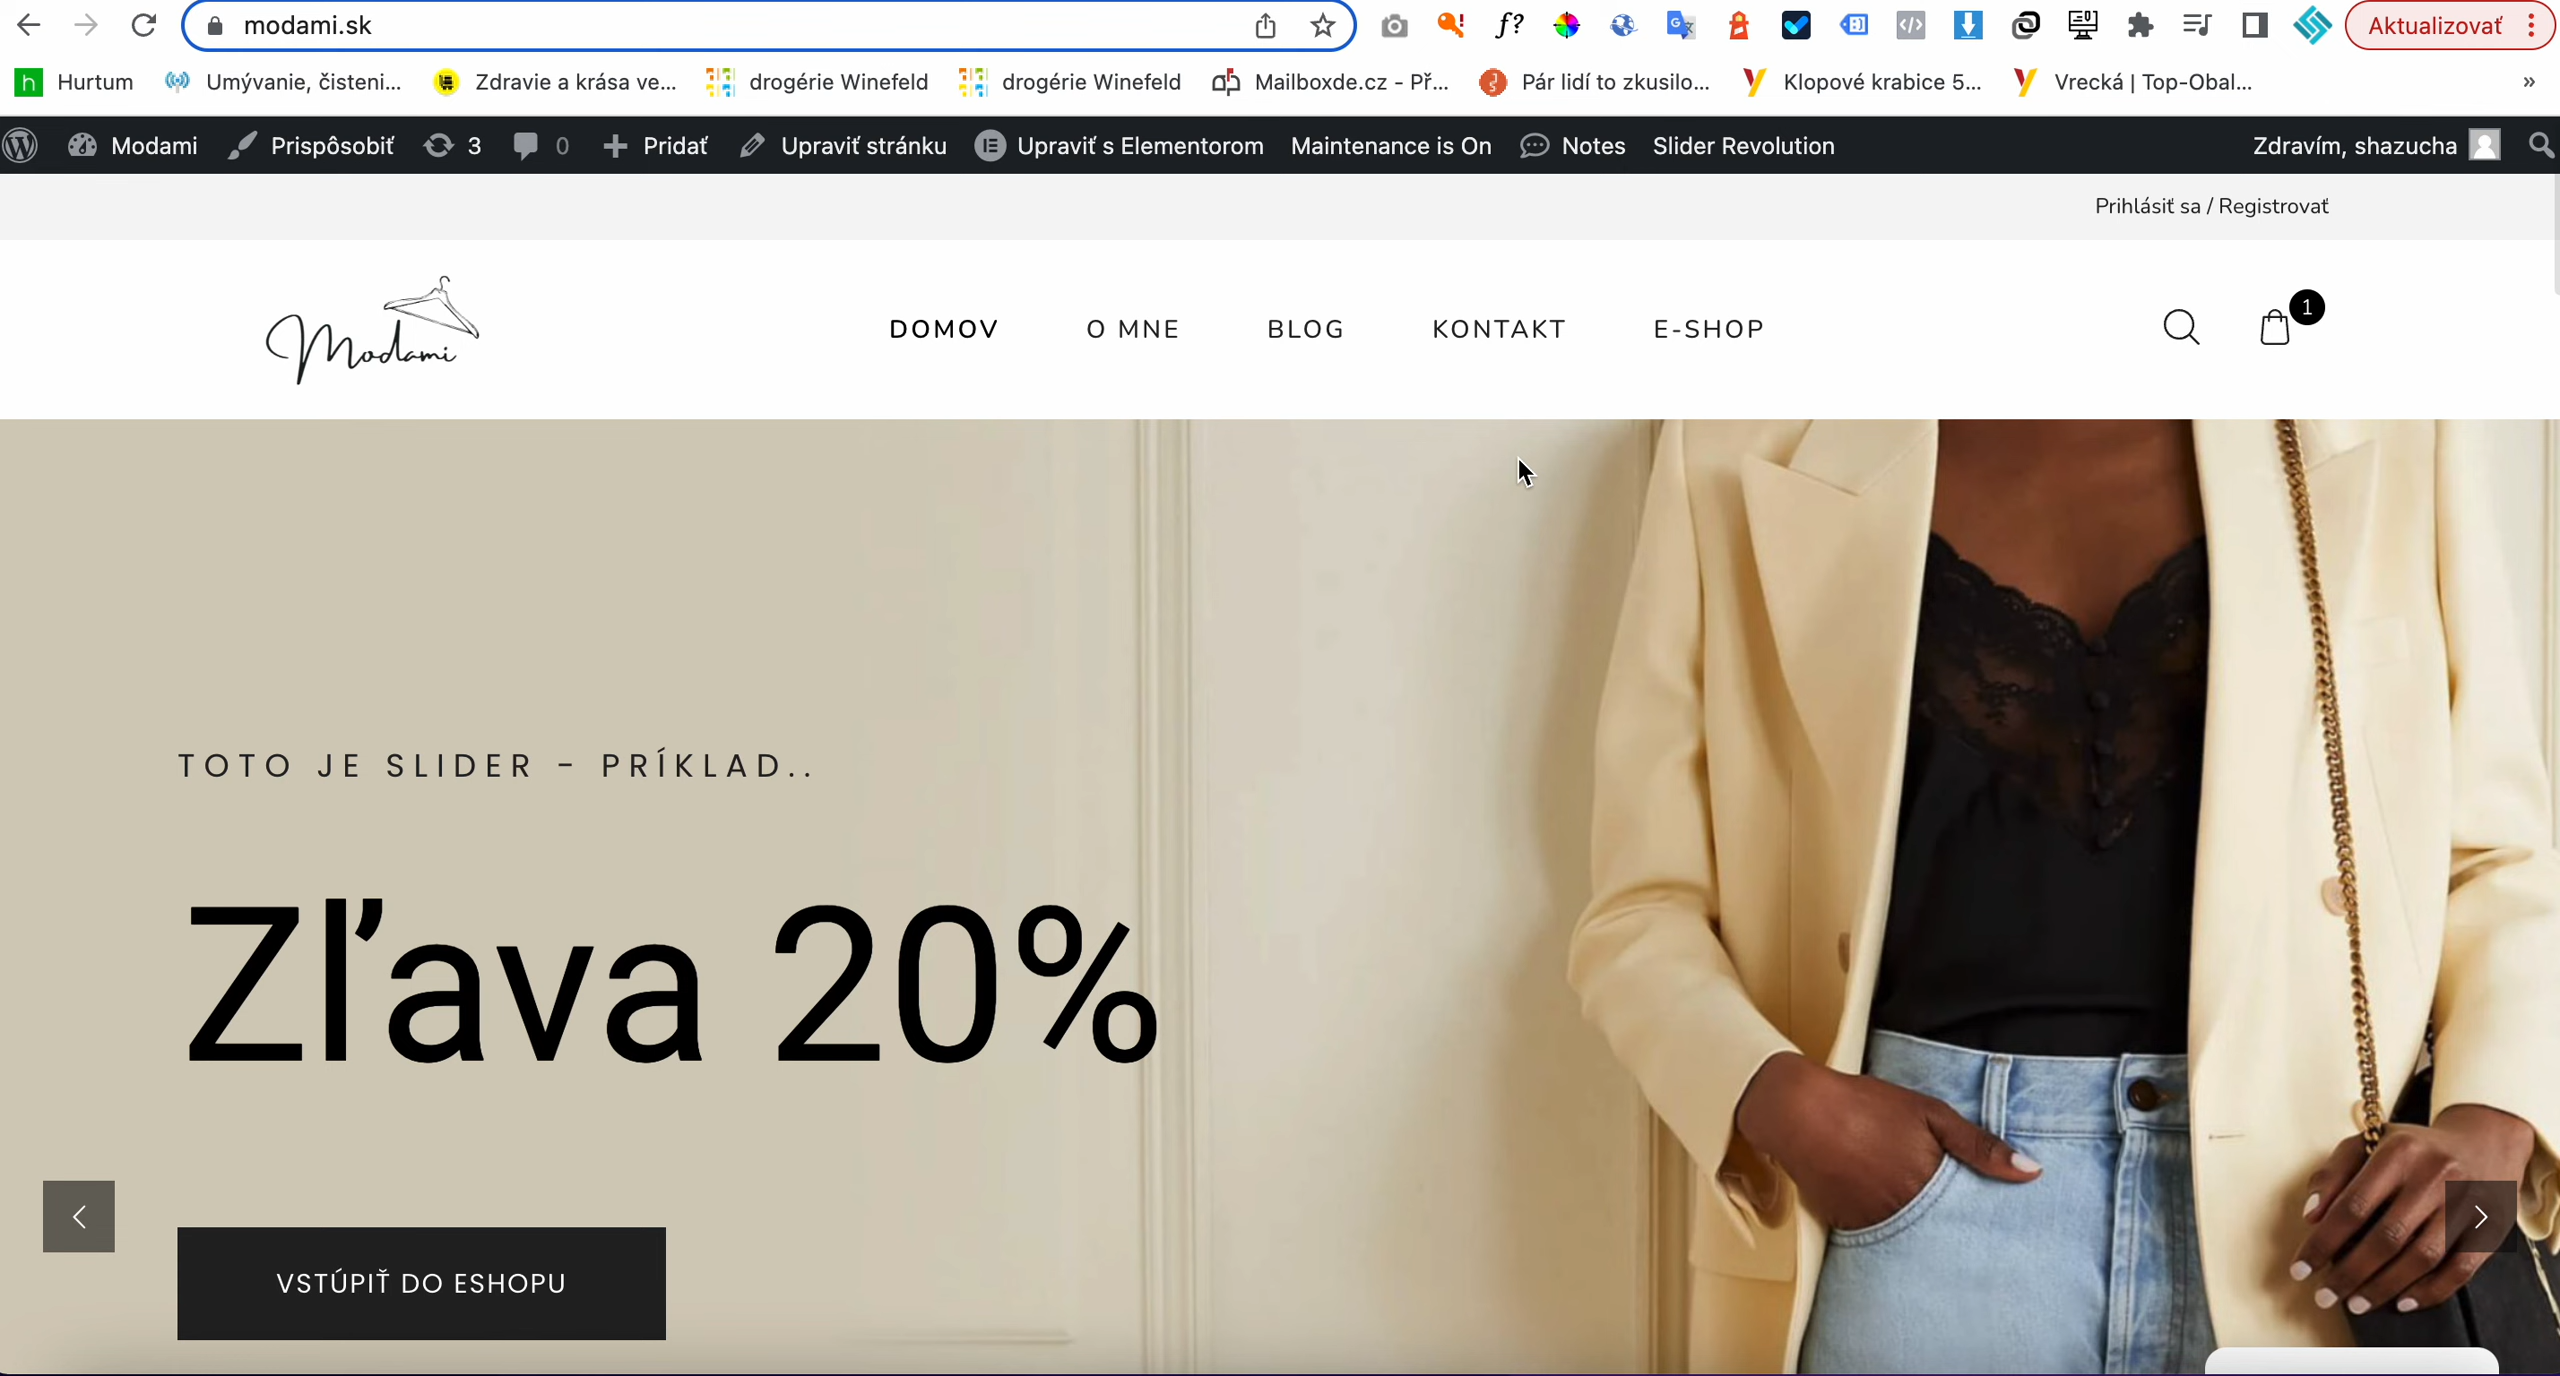 modami.sk
f?
Aktualizovať
Hurtum
Umývanie, čisteni...
Zdravie a krása ve...
drogérie Winefeld
drogérie Winefeld
Mailboxde.cz - Př...
Pár lidí to zkusilo...
Klopové krabice 5...
Vrecká | Top-Obal...
»
Modami
Prispôsobiť
3
0
Pridať
Upraviť stránku
Upraviť s Elementorom
Maintenance is On
Notes
Slider Revolution
Zdravím, shazucha
Prihlásiť sa / Registrovať
Modami
DOMOV
O MNE
BLOG
KONTAKT
E-SHOP
1
TOTO JE SLIDER - PRÍKLAD..
Zľava 20%
VSTÚPIŤ DO ESHOPU